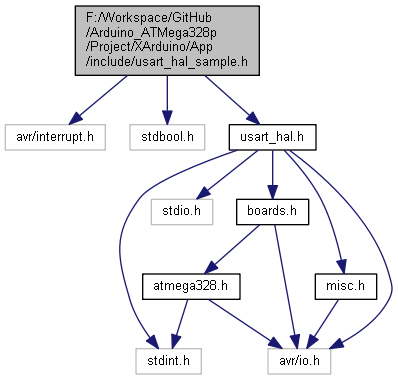 F:/Workspace/GitHub
/Arduino_ATMega328p
/Project/XArduino/App
/include/usart_hal_sample.h
avr/interrupt.h
stdbool.h
usart_hal.h
stdio.h
boards.h
atmega328.h
misc.h
stdint.h
avr/io.h